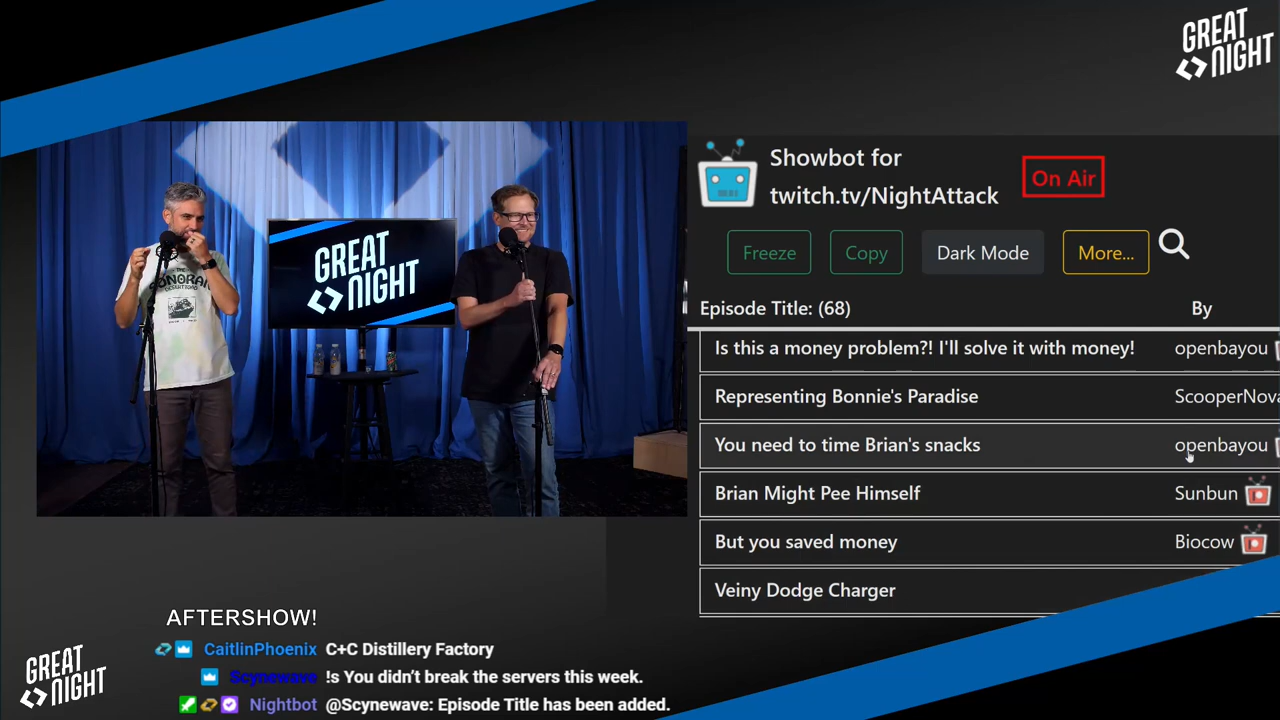 GREAT
NIGHT
Showbot for
twitch.tv/NightAttack
On Air
Freeze
Copy
Dark Mode
More...
Episode Title: (68)
By
Is this a money problem?! I'll solve it with money!
openbayou
Representing Bonnie's Paradise
ScooperNova
You need to time Brian's snacks
openbayou
Brian Might Pee Himself
Sunbun
But you saved money
Biocow
Veiny Dodge Charger
GREAT
NIGHT
SONORAN
AFTERSHOW!
CaitlinPhoenix C+C Distillery Factory
Scynewave !s You didn’t break the servers this week.
Nightbot @Scynewave: Episode Title has been added.
GREAT
NIGHT